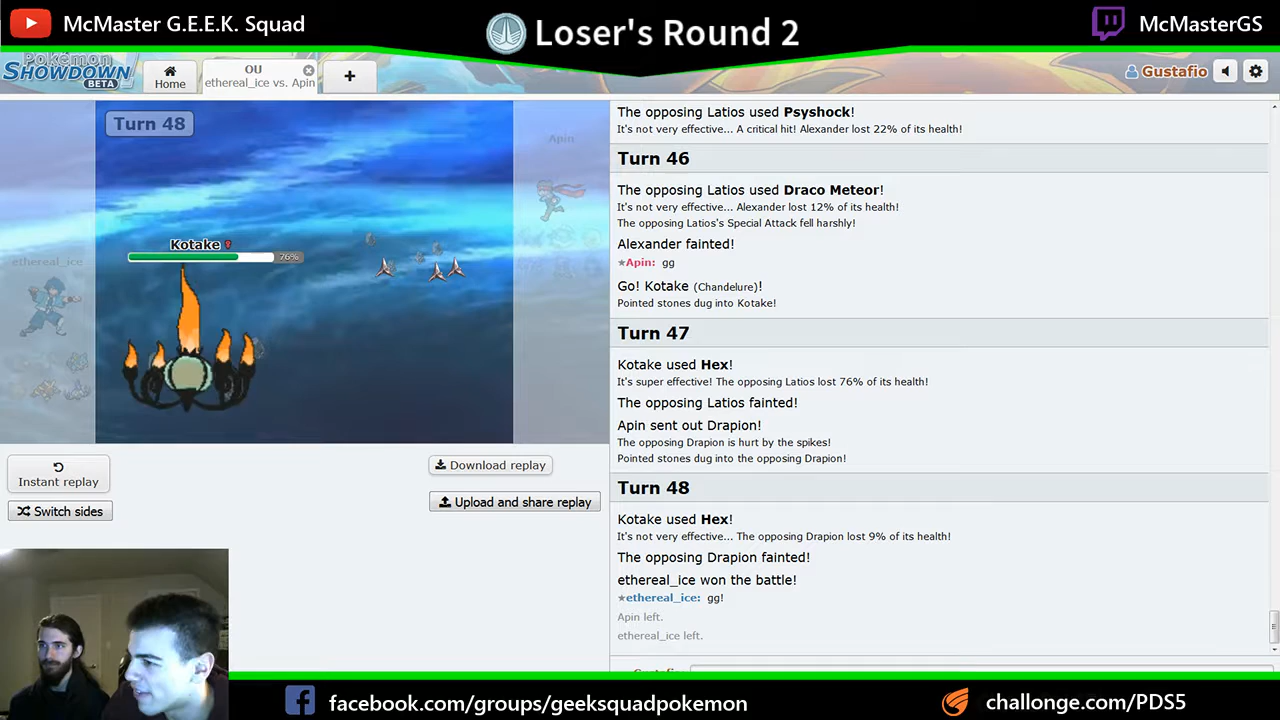 McMaster G.E.E.K. Squad
Loser's Round 2
McMasterGS
Pokémon
SHOWDOWN
BETA
Home
OU
ethereal_ice vs. Apin
Gustafio
Turn 48
Apin
Kotake
76%
ethereal_ice
Instant replay
Switch sides
Download replay
Upload and share replay
The opposing Latios used Psyshock!
It's not very effective... A critical hit! Alexander lost 22% of its health!
Turn 46
The opposing Latios used Draco Meteor!
It's not very effective... Alexander lost 12% of its health!
The opposing Latios's Special Attack fell harshly!
Alexander fainted!
★Apin: gg
Go! Kotake (Chandelure)!
Pointed stones dug into Kotake!
Turn 47
Kotake used Hex!
It's super effective! The opposing Latios lost 76% of its health!
The opposing Latios fainted!
Apin sent out Drapion!
The opposing Drapion is hurt by the spikes!
Pointed stones dug into the opposing Drapion!
Turn 48
Kotake used Hex!
It's not very effective... The opposing Drapion lost 9% of its health!
The opposing Drapion fainted!
ethereal_ice won the battle!
★ethereal_ice: gg!
Apin left.
ethereal_ice left.
facebook.com/groups/geeksquadpokemon
challonge.com/PDS5